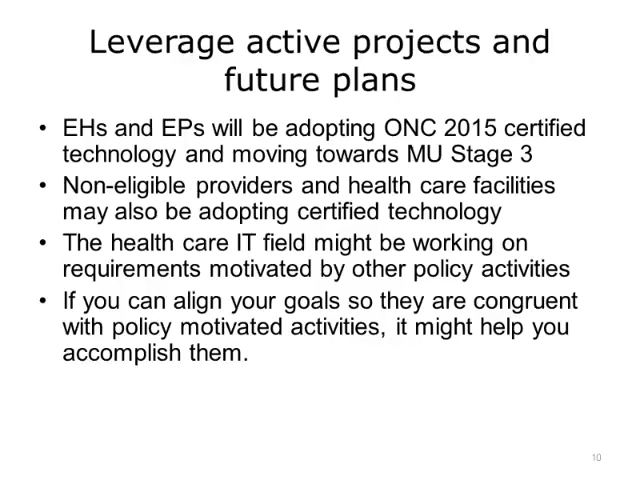 Leverage active projects and
future plans
• EHs and EPs will be adopting ONC 2015 certified
technology and moving towards MU Stage 3
• Non-eligible providers and health care facilities
may also be adopting certified technology
• The health care IT field might be working on
requirements motivated by other policy activities
• If you can align your goals so they are congruent
with policy motivated activities, it might help you
accomplish them.
10